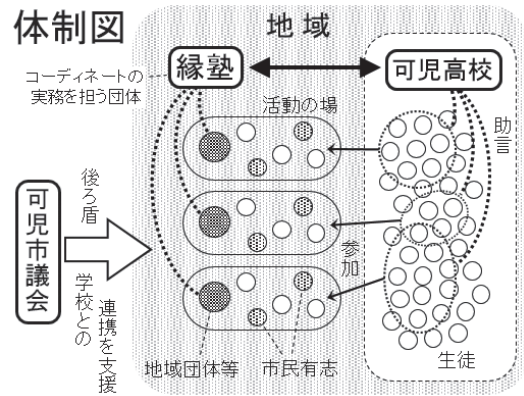 体制図
地域
縁塾
可児高校
コーディネートの
実務を担う団体
活動の場
助言
可児市議会
後ろ盾
学校との
連携を支援
参加
地域団体等
市民有志
生徒